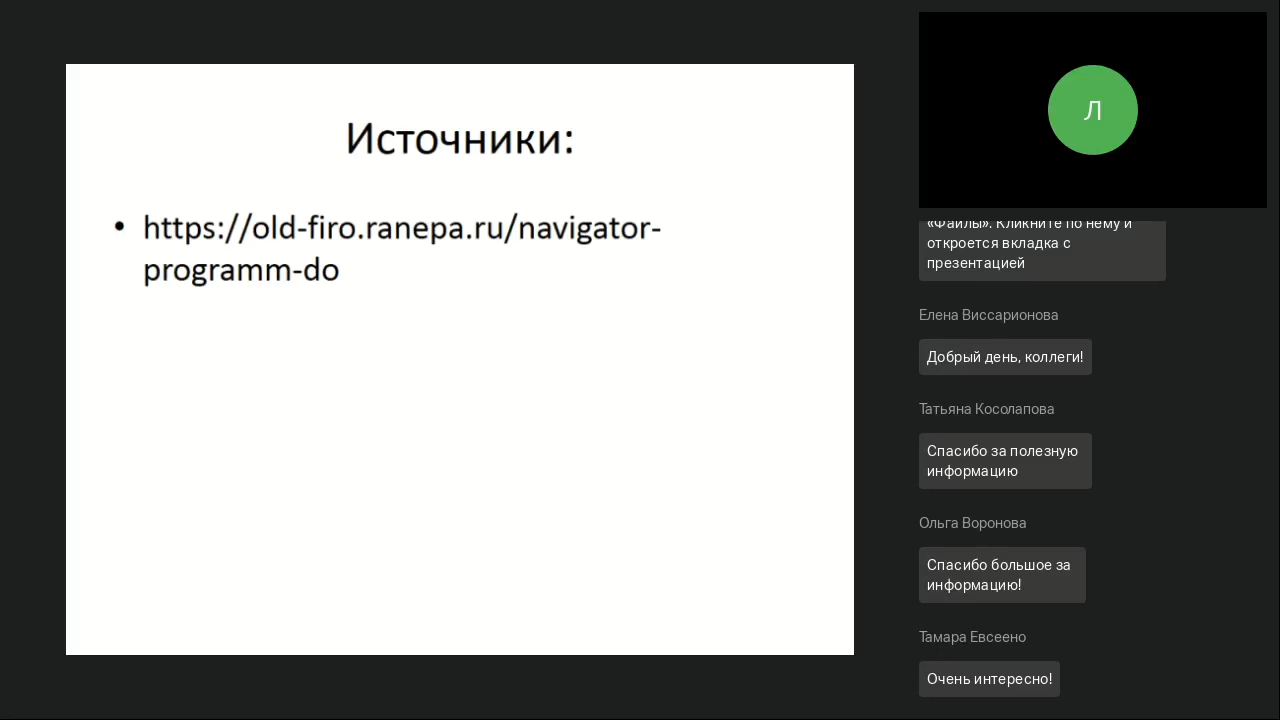 Источники:
• https://old-firo.ranepa.ru/navigator-
programm-do
Л
«Файлы». Кликните по нему и
откроется вкладка с
презентацией
Елена Виссарионова
Добрый день, коллеги!
Татьяна Косолапова
Спасибо за полезную
информацию
Ольга Воронова
Спасибо большое за
информацию!
Тамара Евсеено
Очень интересно!